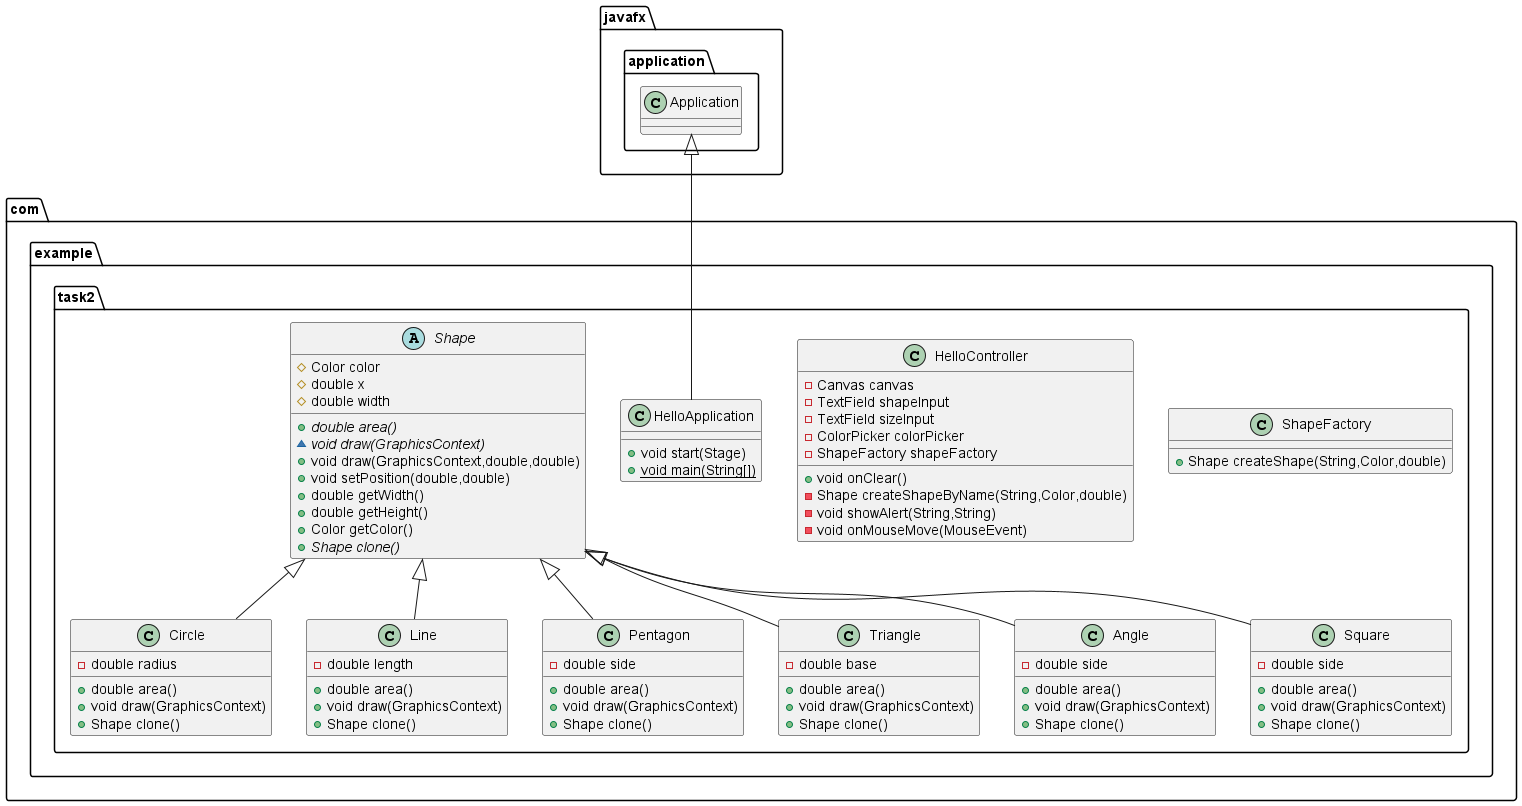 javafx
application
C Application
com
example
task2
A Shape
Color color
double x
double width
double area()
void draw(GraphicsContext)
void draw(GraphicsContext,double,double)
void setPosition(double,double)
double getWidth()
double getHeight()
Color getColor()
Shape clone()
C HelloApplication
void start(Stage)
void main(String[])
C HelloController
Canvas canvas
TextField shapeInput
TextField sizeInput
ColorPicker colorPicker
ShapeFactory shapeFactory
void onClear()
Shape createShapeByName(String,Color,double)
void showAlert(String,String)
void onMouseMove(MouseEvent)
C ShapeFactory
Shape createShape(String,Color,double)
C Circle
double radius
double area()
void draw(GraphicsContext)
Shape clone()
C Line
double length
double area()
void draw(GraphicsContext)
Shape clone()
C Pentagon
double side
double area()
void draw(GraphicsContext)
Shape clone()
C Triangle
double base
double area()
void draw(GraphicsContext)
Shape clone()
C Angle
double side
double area()
void draw(GraphicsContext)
Shape clone()
C Square
double side
double area()
void draw(GraphicsContext)
Shape clone()